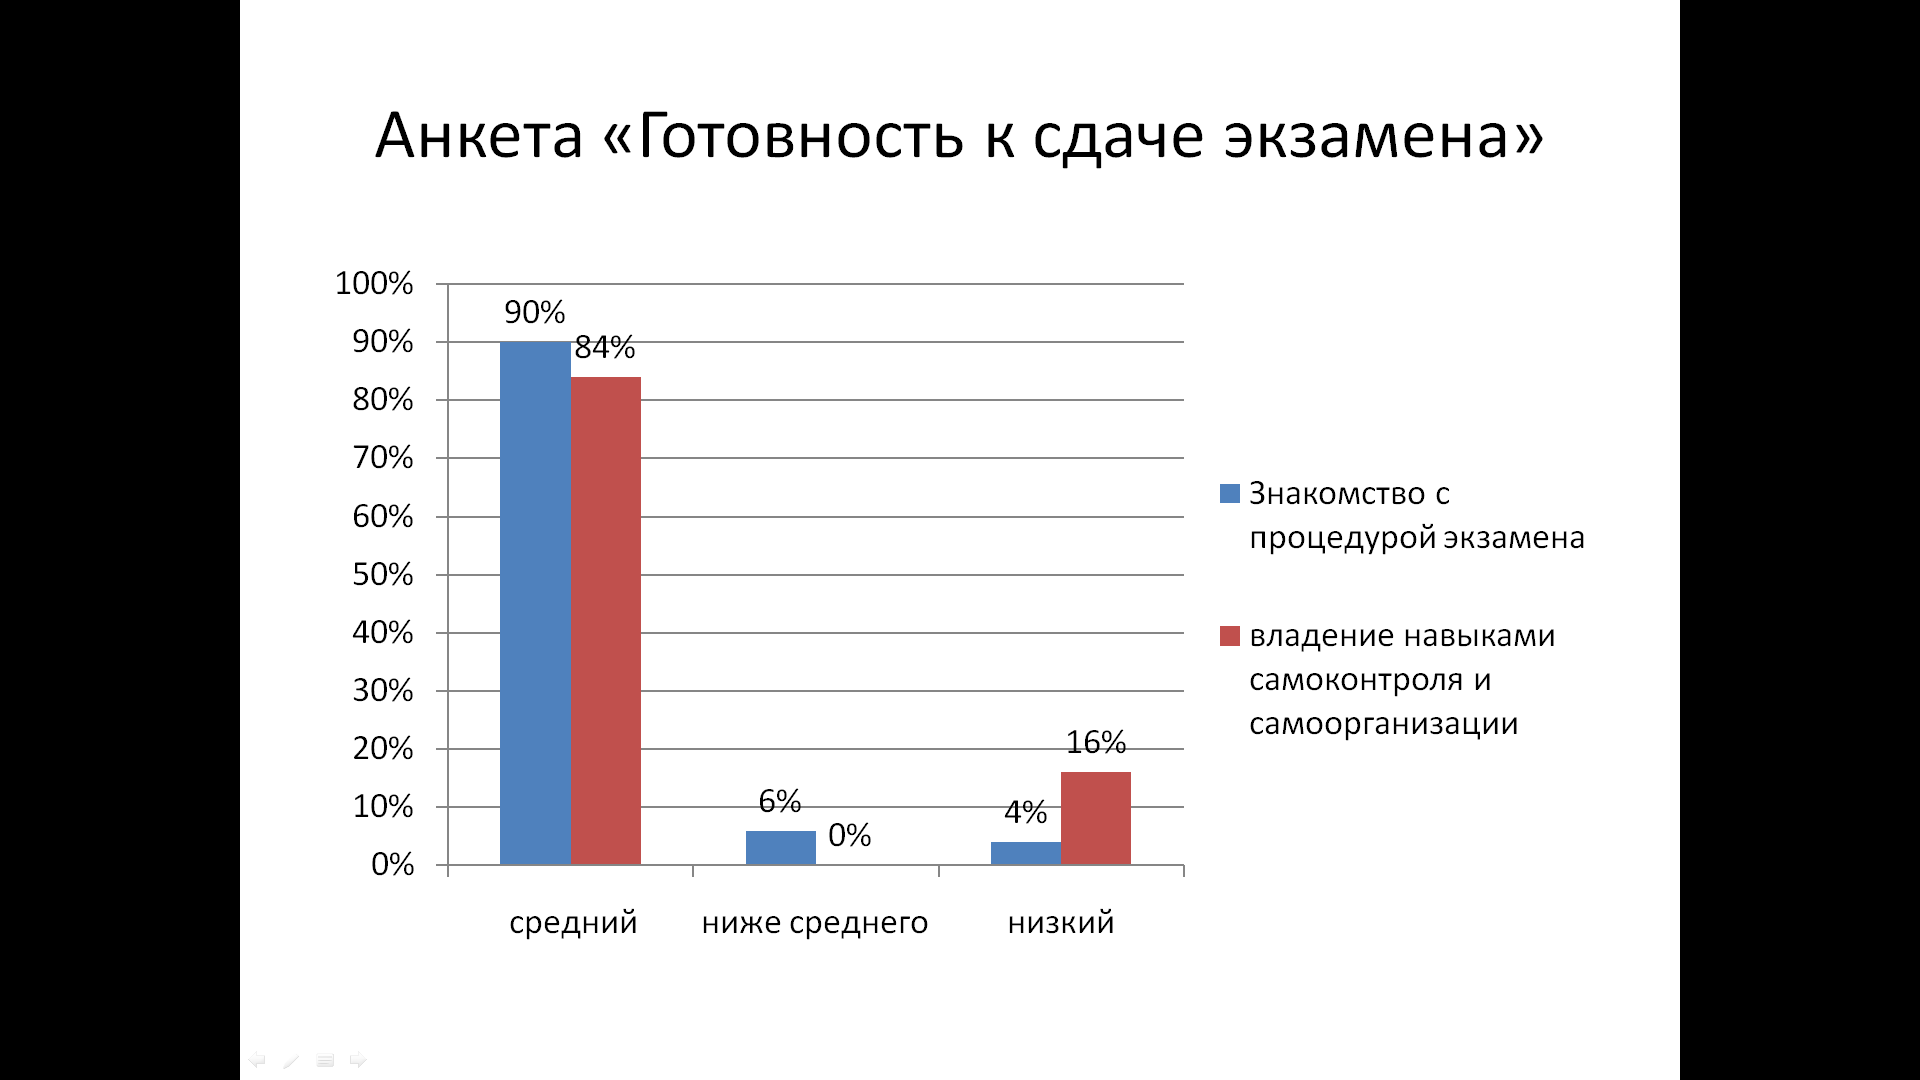 Анкета «Готовность к сдаче экзамена»
100%
90%
80%
70%
60%
50%
40%
30%
20%
10%
0%
90%
84%
6%
0%
4%
16%
средний
ниже среднего
низкий
Знакомство с
процедурой экзамена
владение навыками
самоконтроля и
самоорганизации